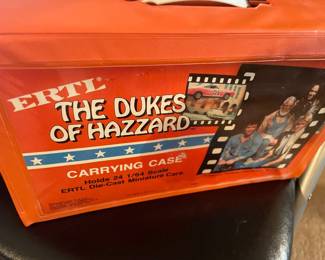 ERTL
THE DUKES
OF HAZZARD
CARRYING CASE
Holds 24 1/64 Scale
ERTL Die-Cast Miniature Cars